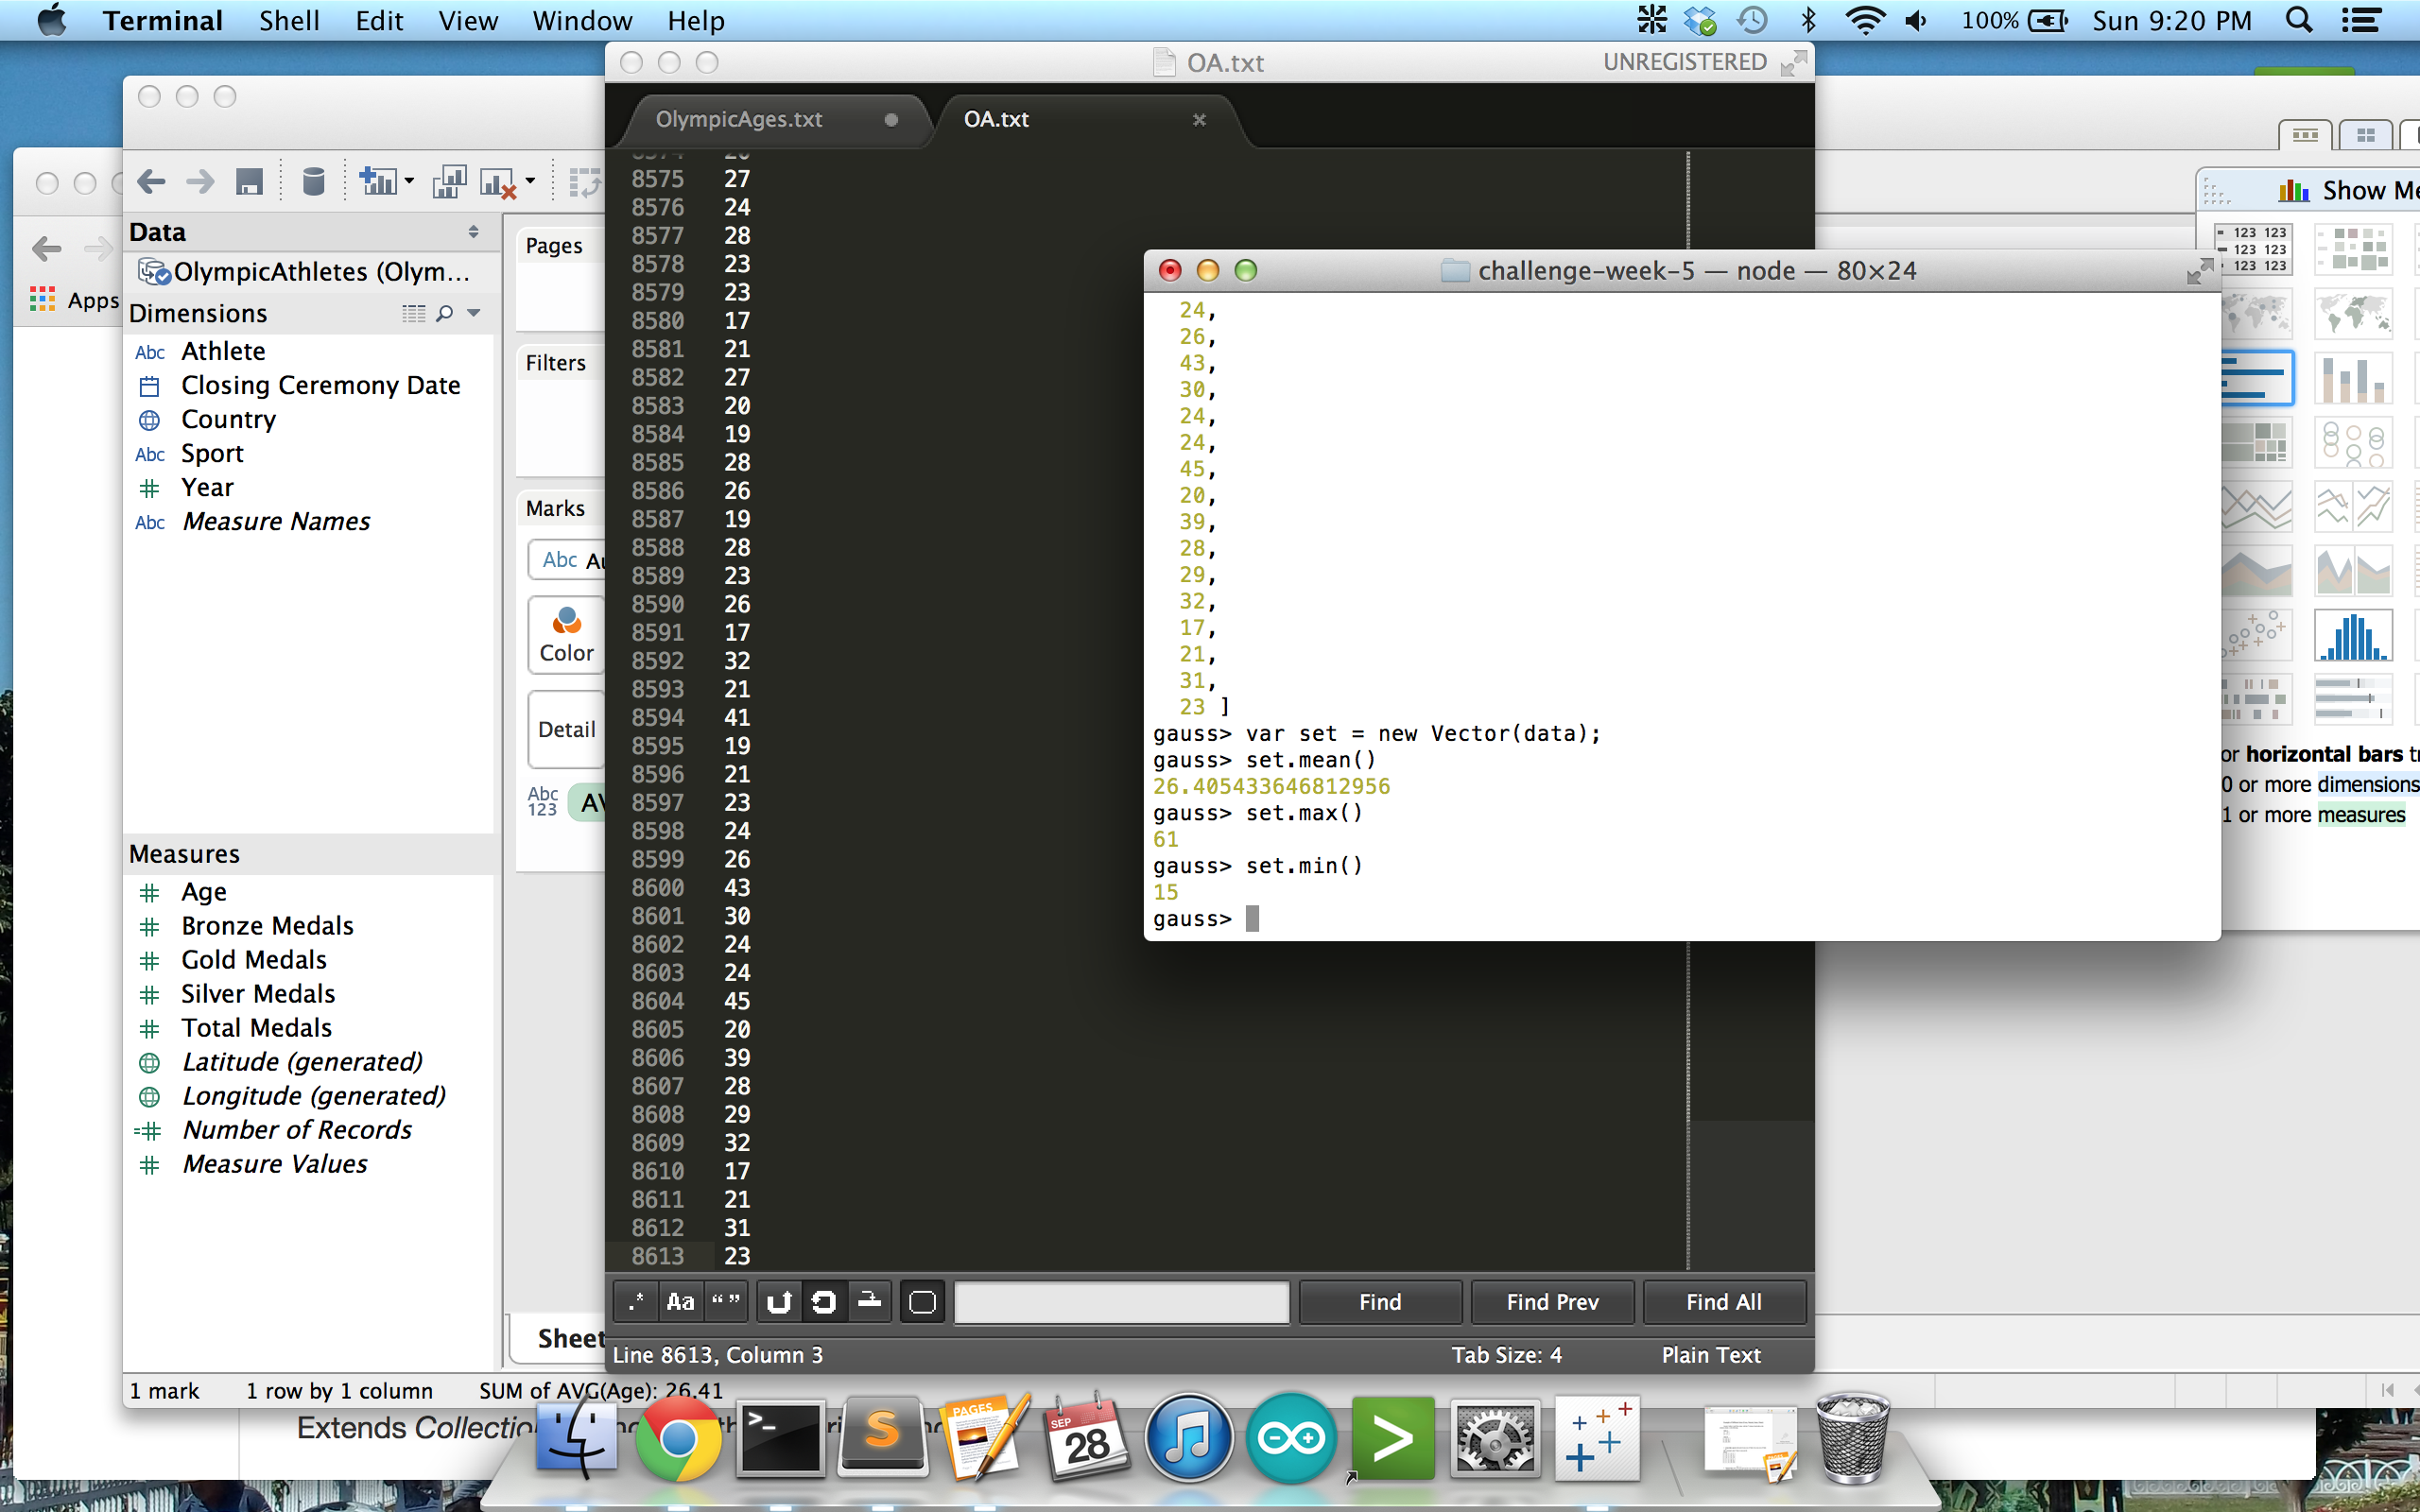 Terminal Shell Edit View Window Help 100% Sun 9:20 PM
OA.txt UNREGISTERED
OlympicAges.txt OA.txt
Apps
Data
OlympicAthletes (Olym...
Dimensions
Abc Athlete
Closing Ceremony Date
Country
Abc Sport
Year
Abc Measure Names
Measures
Age
Bronze Medals
Gold Medals
Silver Medals
Total Medals
Latitude (generated)
Longitude (generated)
Number of Records
Measure Values
Pages
Filters
Marks
Abc
Color
Detail
Abc
123
Sheet
1 mark 1 row by 1 column SUM of AVG(Age): 26.41
8575 27
8576 24
8577 28
8578 23
8579 23
8580 17
8581 21
8582 27
8583 20
8584 19
8585 28
8586 26
8587 19
8588 28
8589 23
8590 26
8591 17
8592 32
8593 21
8594 41
8595 19
8596 21
8597 23
8598 24
8599 26
8600 43
8601 30
8602 24
8603 24
8604 45
8605 20
8606 39
8607 28
8608 29
8609 32
8610 17
8611 21
8612 31
8613 23
.* Aa “” Find Find Prev Find All
Line 8613, Column 3 Tab Size: 4 Plain Text
challenge-week-5 — node — 80×24
24,
26,
43,
30,
24,
24,
45,
20,
39,
28,
29,
32,
17,
21,
31,
23 ]
gauss> var set = new Vector(data);
gauss> set.mean()
26.405433646812956
gauss> set.max()
61
gauss> set.min()
15
gauss>
Show
123 123
123 123
123 123
or horizontal bars
0 or more dimensions
1 or more measures
Extends
PAGES
SEP
28